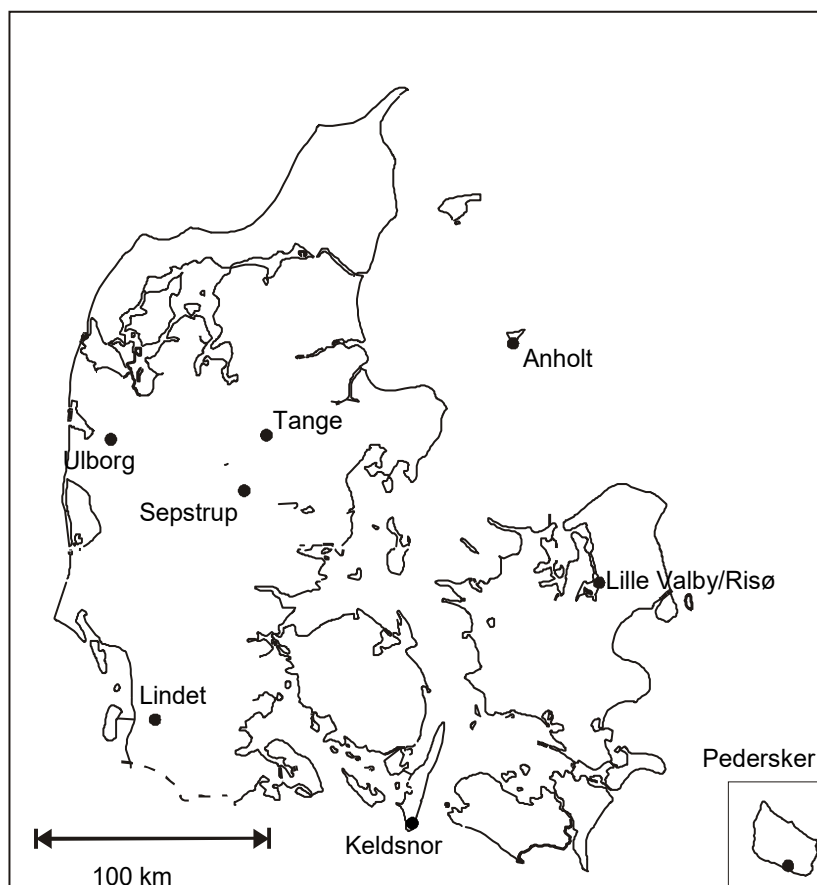 Anholt
Tange
Ulborg
Sepstrup
Lille Valby/Risø
Lindet
Pedersker
Keldsnor
100 km